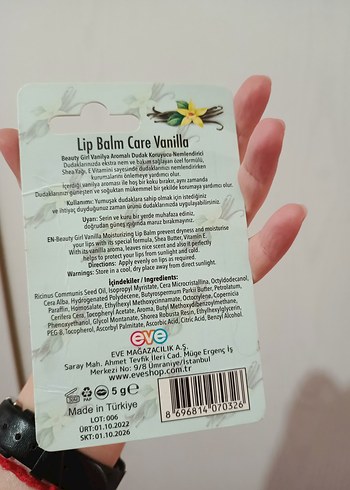 Lip Balm Care Vanilla
Beauty Girl Vanilya Aromalı Dudak Koruyucu Nemlendirici
Dudaklarınızda ekstra nem ve bakım sağlayan özel formülü,
Shea Yağı, E Vitamini sayesinde dudaklarınızı nemlendirirken
kurumalarını önlemeye yardımcı olur.
İçerdiği vanilya aroması ile hoş bir koku bırakır, aynı zamanda
Dudaklarınızı güneşten ve soğuktan mükemmel bir şekilde korumaya yardımcı olur.
Kullanımı: Yumuşak dudaklara sahip olmak için istediğiniz
ve ihtiyaç duyduğunuz zaman ürünü dudaklarınızda uygulayabilirsiniz.
Uyarı: Serin ve kuru bir yerde muhafaza ediniz,
doğrudan güneş ışığında maruz bırakmayınız.
EN-Beauty Girl Vanilla Moisturizing Lip Balm prevent dryness and moisturise
your lips with its special formula, Shea Butter, Vitamin E.
With its vanilla aroma, leaves nice scent and also it perfectly
helps to protect your lips from sunlight and cold.
Directions: Apply evenly on lips as required.
Warnings: Store in a cool, dry place away from direct sunlight.
İçindekiler / Ingredients:
Ricinus Communis Seed Oil, Isopropyl Myristate, Cera Microcristallina, Octyldodecanol,
Cera Alba, Hydrogenated Polydecene, Butyrospermum Parkii Butter, Petrolatum,
Paraffin, Homosalate, Ethylhexyl Methoxycinnamate, Octocrylene, Copernicia
Cerifera Cera, Tocopheryl Acetate, Aroma, Butyl Methoxydibenzoylmethane,
Phenoxyethanol, Glycol Montanate, Shorea Robusta Resin, Ethylhexylglycerin,
PEG-8, Tocopherol, Ascorbyl Palmitate, Ascorbic Acid, Citric Acid, Benzyl Alcohol.
eve
EVE MAĞAZACILIK A.Ş.
Saray Mah. Ahmet Tevfik İleri Cad. Müge Ergenç İş
Merkezi No: 9/8 Ümraniye/İstanbul
www.eveshop.com.tr
PAP
5 g e
Made in Türkiye
LOT: 006
ÜRT: 01.10.2022
SKT: 01.10.2026
8 696814 070326